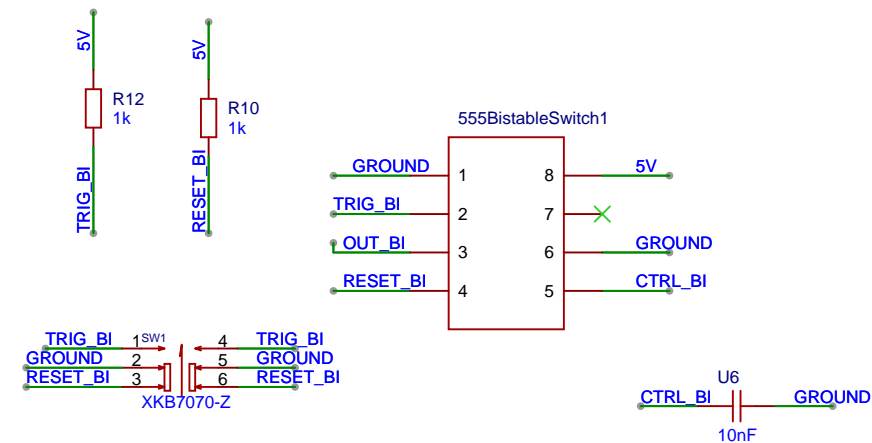 5V
R12
1k
TRIG_BI
5V
R10
1k
RESET_BI
555BistableSwitch1
GROUND 1 8 5V
TRIG_BI 2 7
OUT_BI 3 6 GROUND
RESET_BI 4 5 CTRL_BI
TRIG_BI 1 SW1 4 TRIG_BI
GROUND 2 5 GROUND
RESET_BI 3 6 RESET_BI
XKB7070-Z
U6
CTRL_BI GROUND
10nF